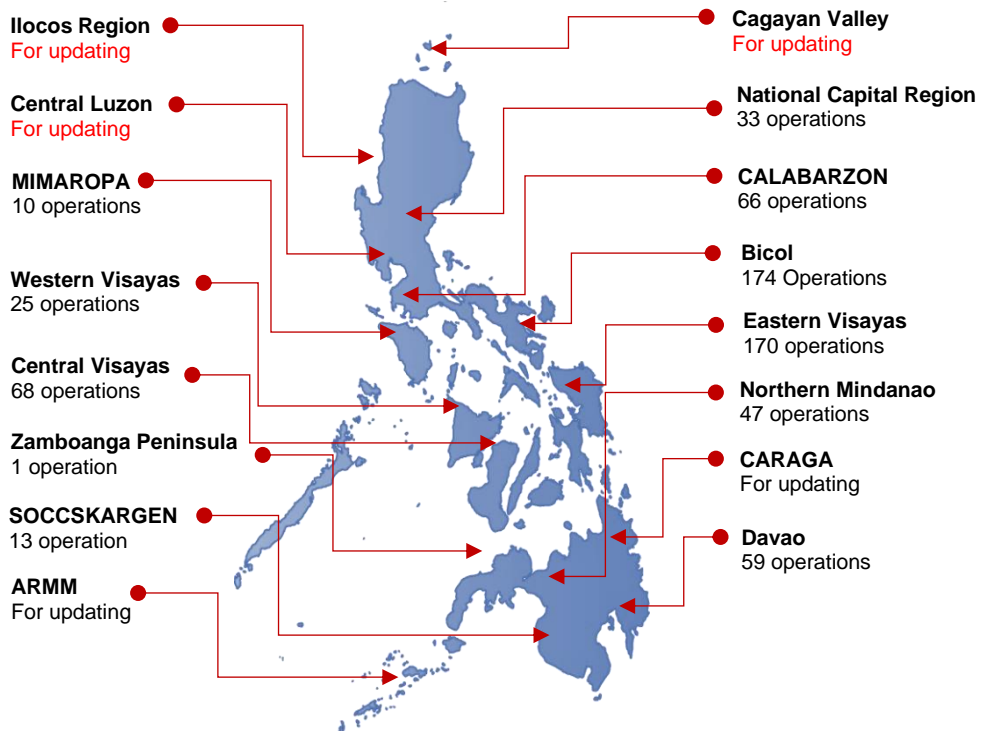 Ilocos Region
For updating
Central Luzon
For updating
MIMAROPA
10 operations
Western Visayas
25 operations
Central Visayas
68 operations
Zamboanga Peninsula
1 operation
SOCCSKARGEN
13 operation
ARMM
For updating
Cagayan Valley
For updating
National Capital Region
33 operations
CALABARZON
66 operations
Bicol
174 Operations
Eastern Visayas
170 operations
Northern Mindanao
47 operations
CARAGA
For updating
Davao
59 operations